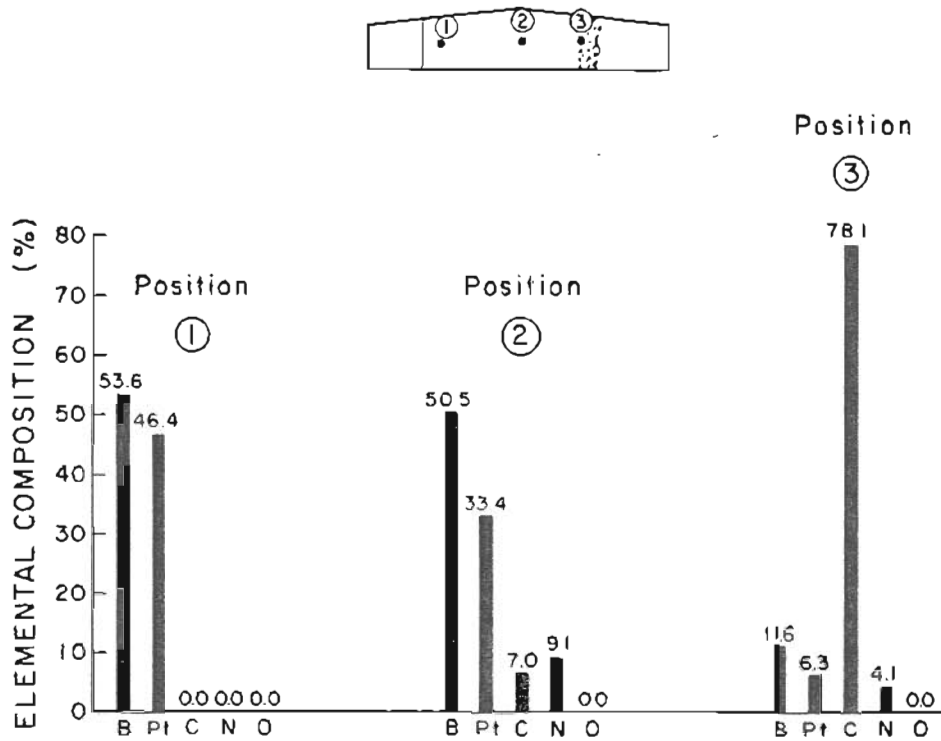 ① ② ③
Position
③
ELEMENTAL COMPOSITION (%)
80
70
60
50
40
30
20
10
0
Position
①
53.6
46.4
0.0 0.0 0.0
B Pt C N O
Position
②
50.5
33.4
7.0
9.1
0.0
B Pt C N O
78.1
11.6
6.3
4.1
0.0
B Pt C N O